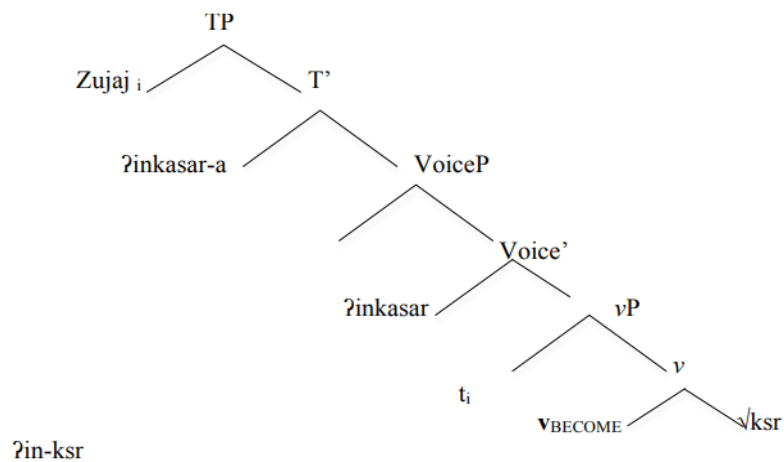 TP
Zujaj i
T’
ʔinkasar-a
VoiceP
Voice’
ʔinkasar
vP
ti
v
vBECOME
√ksr
ʔin-ksr